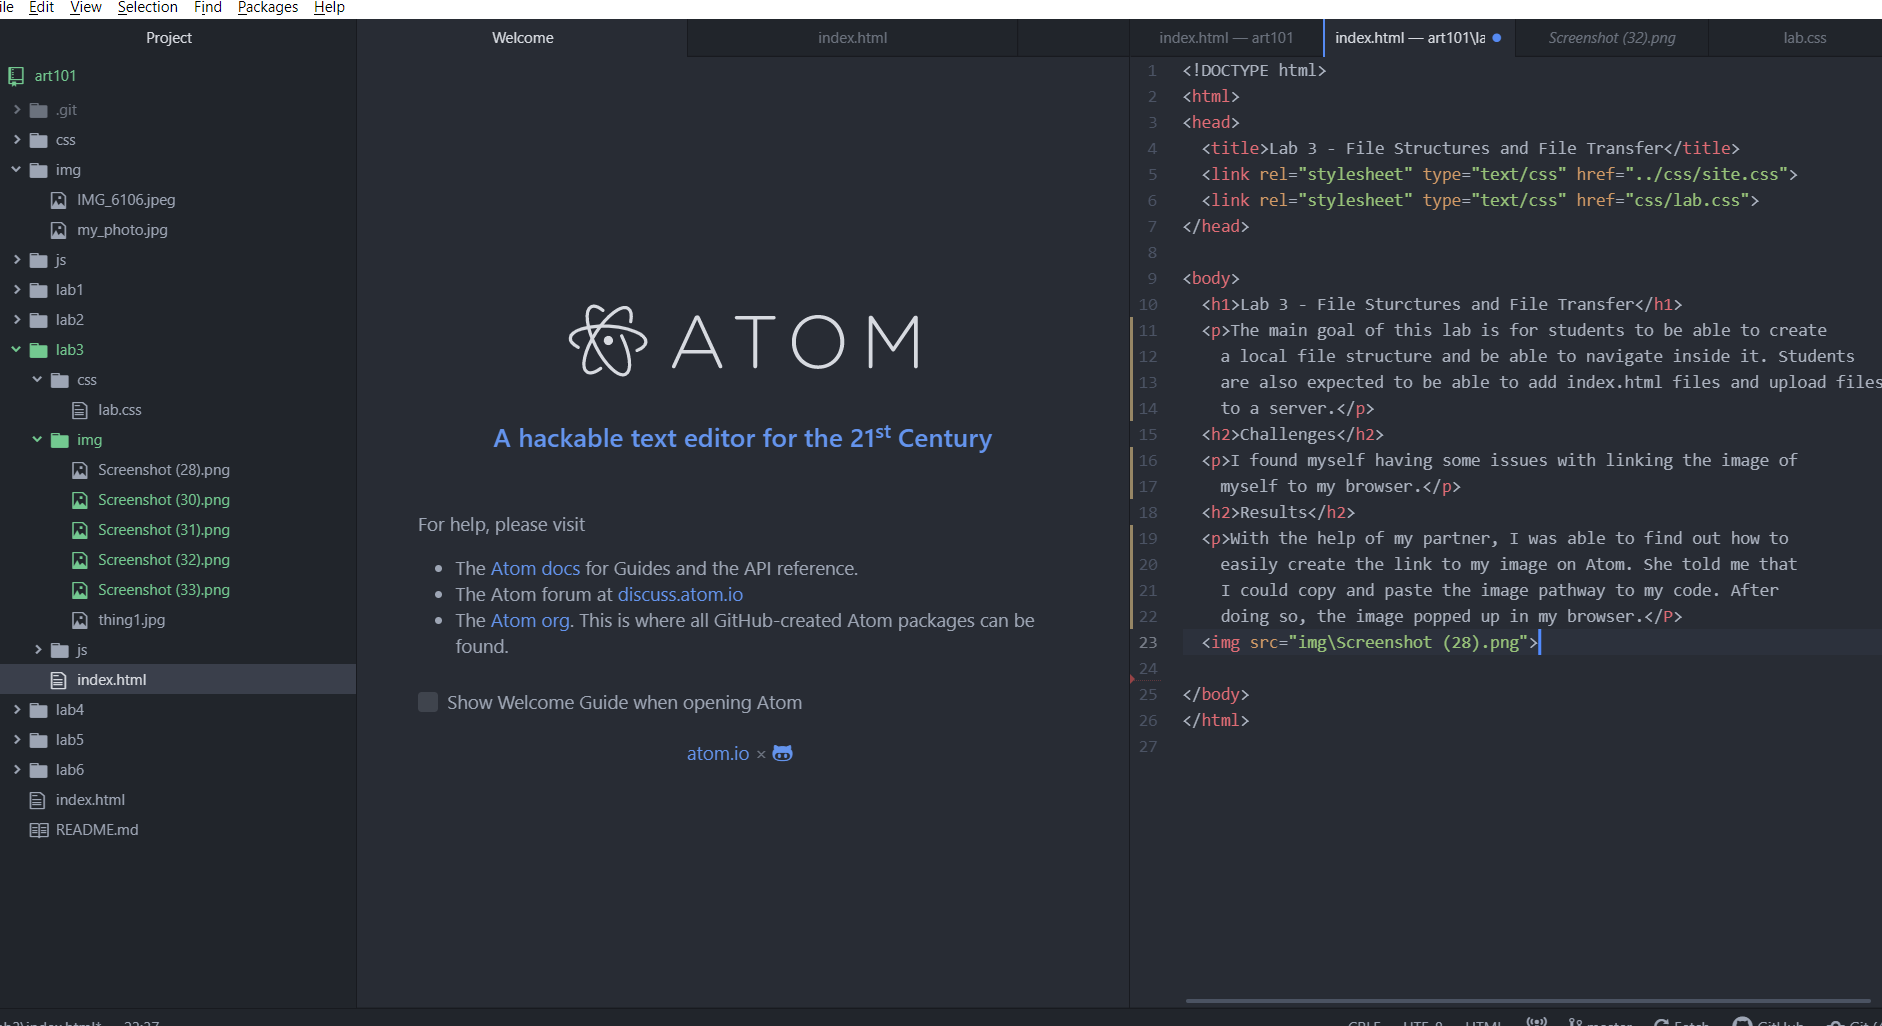 Edit View Selection Find Packages Help
Project
art101
.git
css
img
IMG_6106.jpeg
my_photo.jpg
js
lab1
lab2
lab3
css
lab.css
img
Screenshot (28).png
Screenshot (30).png
Screenshot (31).png
Screenshot (32).png
Screenshot (33).png
thing1.jpg
js
index.html
lab4
lab5
lab6
index.html
README.md
Welcome
index.html
ATOM
A hackable text editor for the 21st Century
For help, please visit
The Atom docs for Guides and the API reference.
The Atom forum at discuss.atom.io
The Atom org. This is where all GitHub-created Atom packages can be
found.
Show Welcome Guide when opening Atom
atom.io ×
index.html — art101
index.html — art101\la
Screenshot (32).png
lab.css
1 <!DOCTYPE html>
2 <html>
3 <head>
4 <title>Lab 3 - File Structures and File Transfer</title>
5 <link rel="stylesheet" type="text/css" href="../css/site.css">
6 <link rel="stylesheet" type="text/css" href="css/lab.css">
7 </head>
8
9 <body>
10 <h1>Lab 3 - File Sturctures and File Transfer</h1>
11 <p>The main goal of this lab is for students to be able to create
12 a local file structure and be able to navigate inside it. Students
13 are also expected to be able to add index.html files and upload files
14 to a server.</p>
15 <h2>Challenges</h2>
16 <p>I found myself having some issues with linking the image of
17 myself to my browser.</p>
18 <h2>Results</h2>
19 <p>With the help of my partner, I was able to find out how to
20 easily create the link to my image on Atom. She told me that
21 I could copy and paste the image pathway to my code. After
22 doing so, the image popped up in my browser.</P>
23 <img src="img\Screenshot (28).png">
24
25 </body>
26 </html>
27